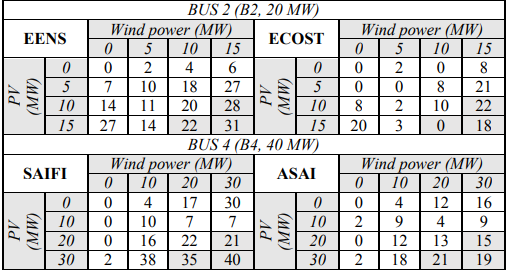 BUS 2 (B2, 20 MW)
EENS Wind power (MW) ECOST Wind power (MW)
0 5 10 15 0 5 10 15
PV (MW) 0 0 2 4 6 PV (MW) 0 0 2 0 8
5 7 10 18 27 5 0 0 8 21
10 14 11 20 28 10 8 2 10 22
15 27 14 22 31 15 20 3 0 18
BUS 4 (B4, 40 MW)
SAIFI Wind power (MW) ASAI Wind power (MW)
0 10 20 30 0 10 20 30
PV (MW) 0 0 4 17 30 PV (MW) 0 0 4 12 16
10 0 10 7 7 10 2 9 4 9
20 0 16 22 21 20 0 12 13 15
30 2 38 35 40 30 2 18 21 19